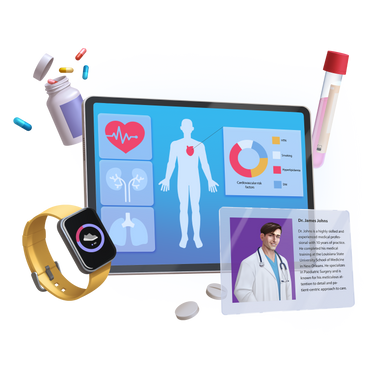 Smoking
Cardiovascular risk
factors
Dr. James Johns
Dr. Johns is a highly skilled and
experienced medical profes-
sional with 10 years of practice.
He completed his medical
training at the Louisiana State
University School of Medicine
in New Orleans. He specializes
in Paediatric Surgery and is
known for his meticulous at-
tention to detail and pa-
tient-centric approach to care.